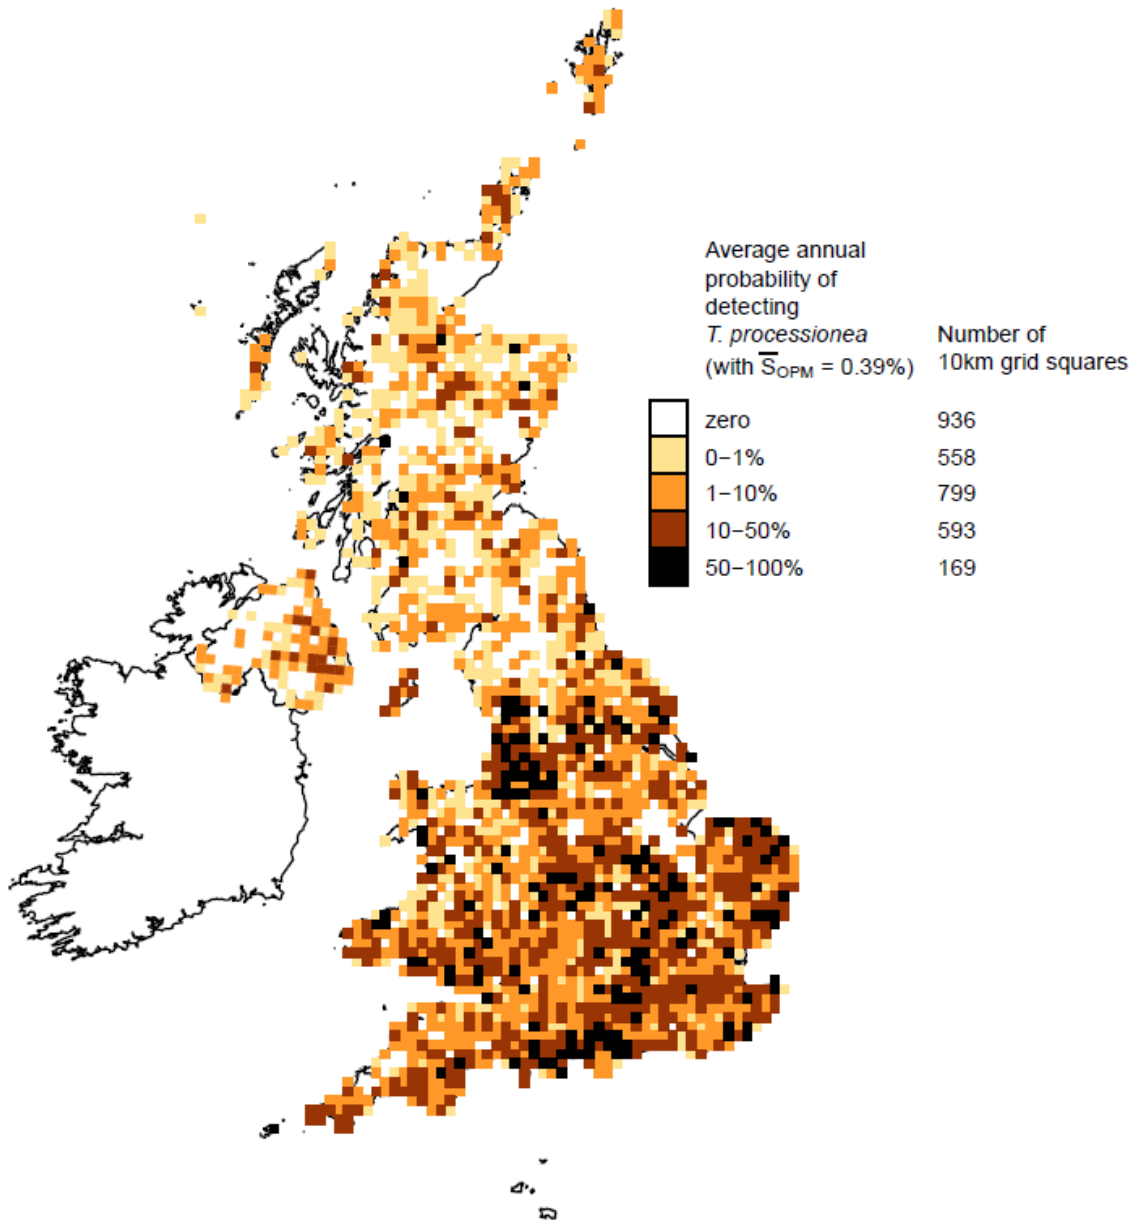 Average annual
probability of
detecting
T. processionea
(with S̅OPM = 0.39%)
Number of
10km grid squares
zero 936
0−1% 558
1−10% 799
10−50% 593
50−100% 169